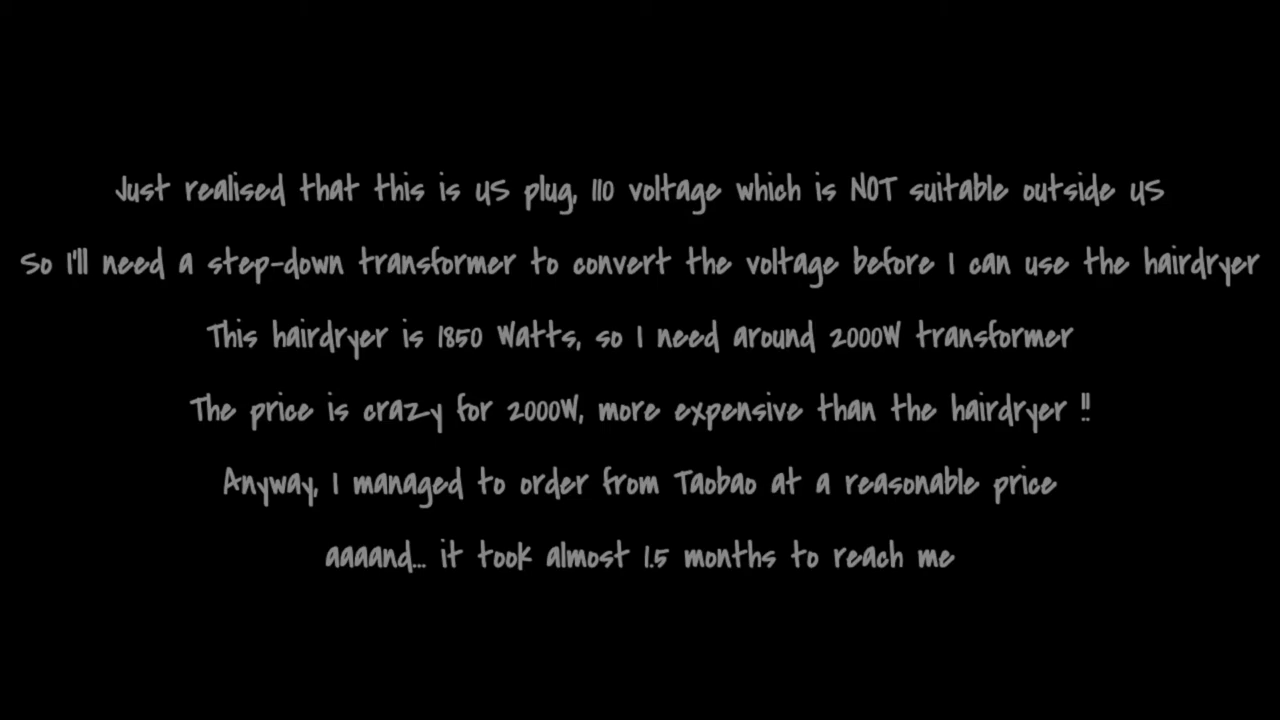 Just realised that this is US plug, 110 voltage which is NOT suitable outside US
So I'll need a step-down transformer to convert the voltage before I can use the hairdryer
This hairdryer is 1850 Watts, so I need around 2000W transformer
The price is crazy for 2000W, more expensive than the hairdryer !!
Anyway, I managed to order from Taobao at a reasonable price
aaaand... it took almost 1.5 months to reach me